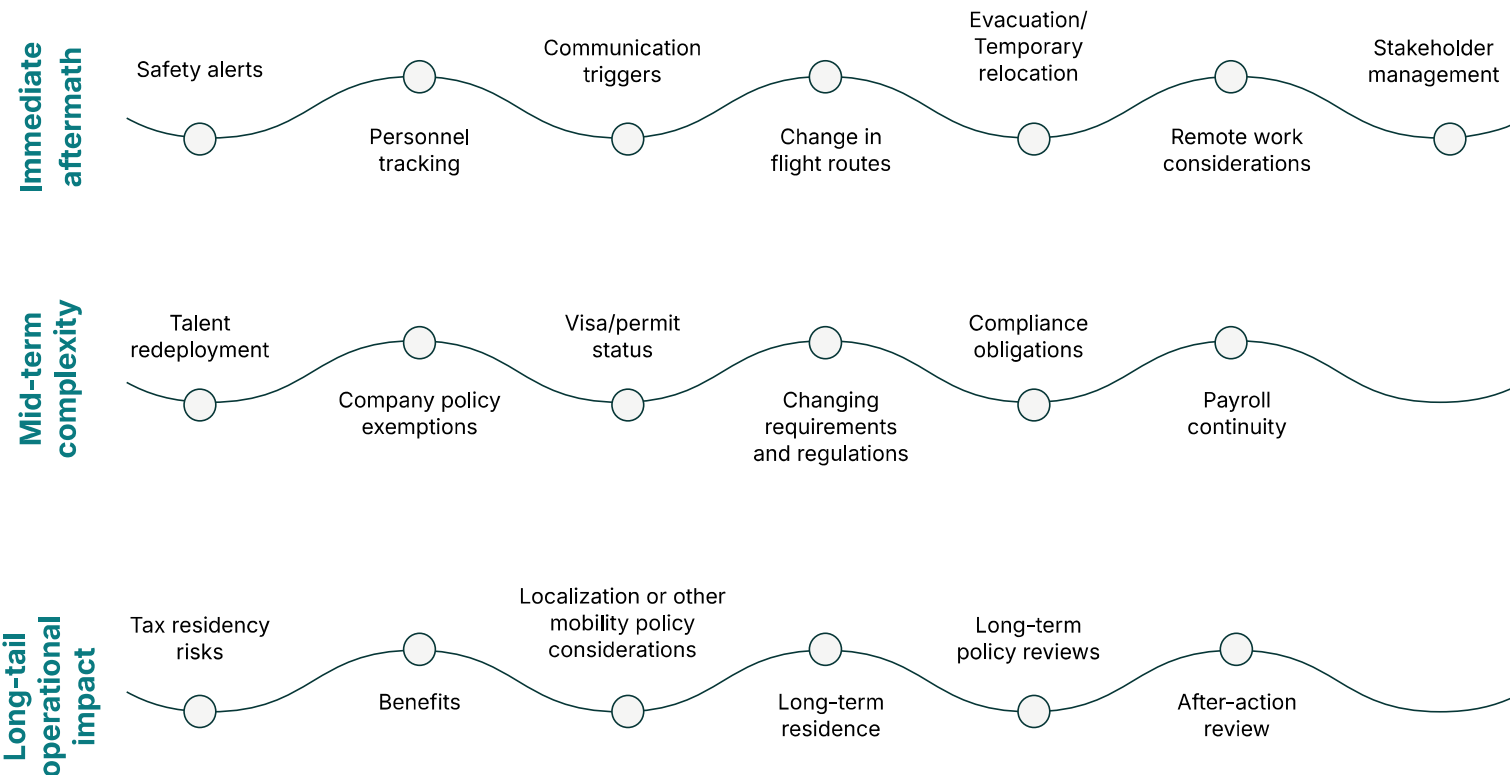 Immediate
aftermath
Safety alerts
Personnel
tracking
Communication
triggers
Change in
flight routes
Evacuation/
Temporary
relocation
Remote work
considerations
Stakeholder
management
Mid-term
complexity
Talent
redeployment
Company policy
exemptions
Visa/permit
status
Changing
requirements
and regulations
Compliance
obligations
Payroll
continuity
Long-tail
operational
impact
Tax residency
risks
Benefits
Localization or other
mobility policy
considerations
Long-term
residence
Long-term
policy reviews
After-action
review